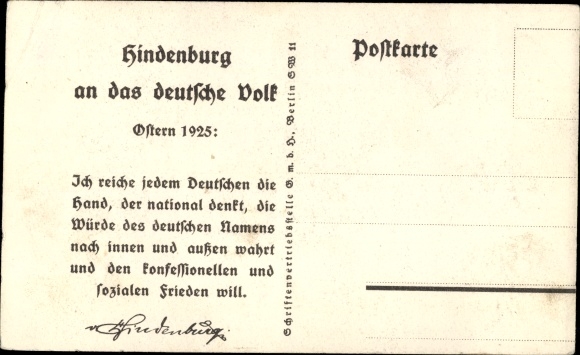 Hindenburg
an das deutsche Volk
Ostern 1925:
Ich reiche jedem Deutschen die
Hand, der national denkt, die
Würde des deutschen Namens
nach innen und außen wahrt
und den konfessionellen und
sozialen Frieden will.
v Hindenburg.
Schriftenvertriebsstelle G. m. b. H., Berlin SW 11
Postkarte